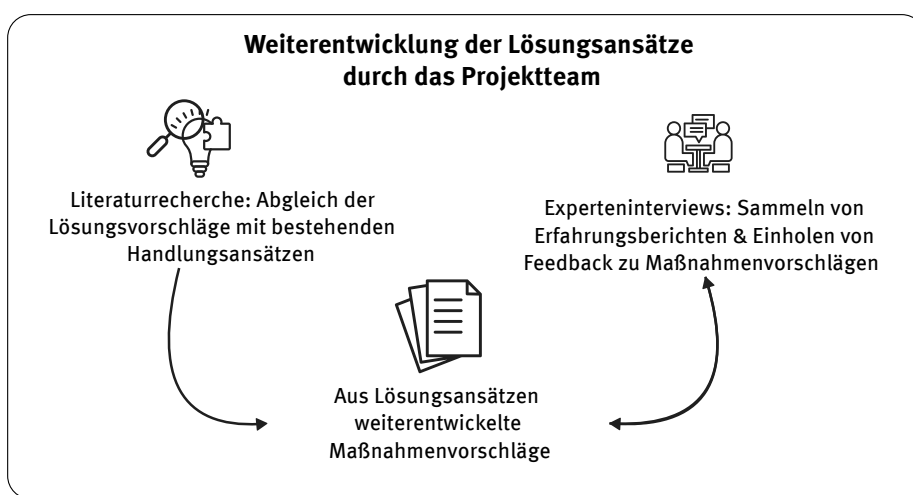 Weiterentwicklung der Lösungsansätze
durch das Projektteam
Literaturrecherche: Abgleich der
Lösungsvorschläge mit bestehenden
Handlungsansätzen
Experteninterviews: Sammeln von
Erfahrungsberichten & Einholen von
Feedback zu Maßnahmenvorschlägen
Aus Lösungsansätzen
weiterentwickelte
Maßnahmenvorschläge